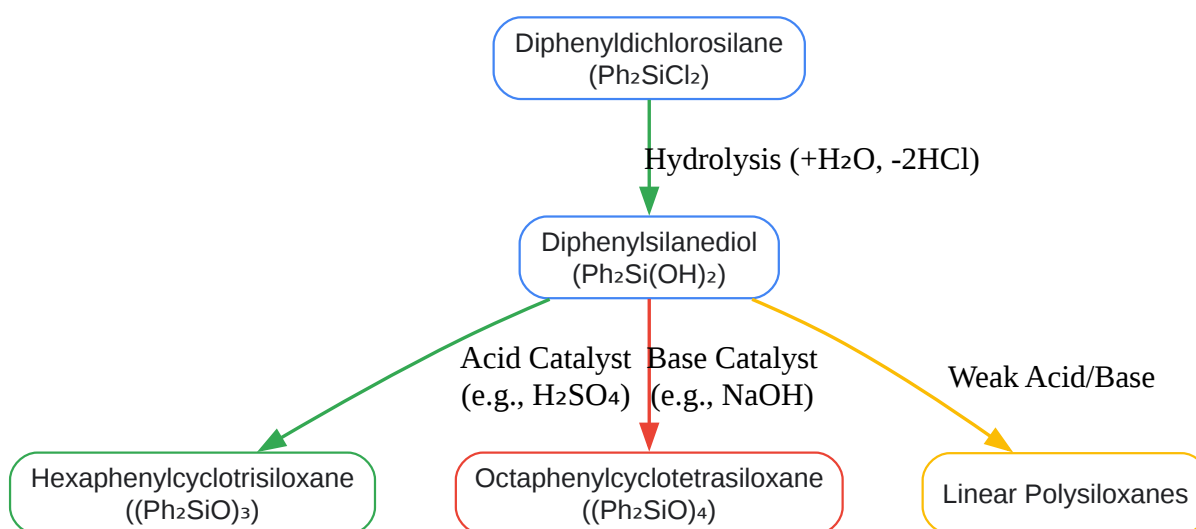 Diphenyldichlorosilane
(Ph₂SiCl₂)
Hydrolysis (+H₂O, -2HCl)
Diphenylsilanediol
(Ph₂Si(OH)₂)
Acid Catalyst
(e.g., H₂SO₄)
Base Catalyst
(e.g., NaOH)
Weak Acid/Base
Hexaphenylcyclotrisiloxane
((Ph₂SiO)₃)
Octaphenylcyclotetrasiloxane
((Ph₂SiO)₄)
Linear Polysiloxanes